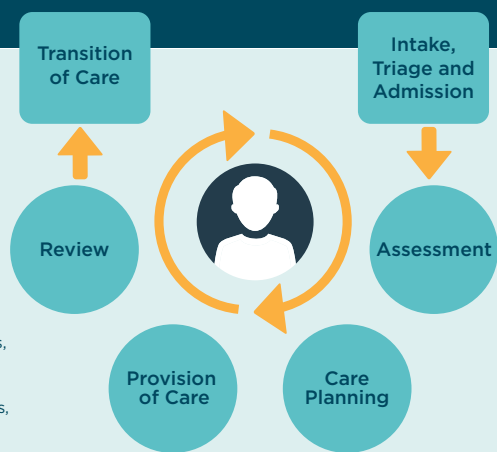 Transition
of Care
Intake,
Triage and
Admission
Review
Assessment
s,
s,
Provision
of Care
Care
Planning